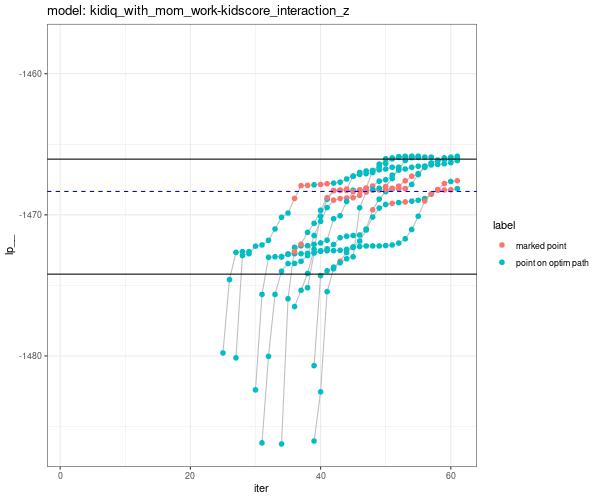 model: kidiq_with_mom_work-kidscore_interaction_z
-1460
-1470
-1480
lp__
0
20
40
60
iter
label
marked point
point on optim path